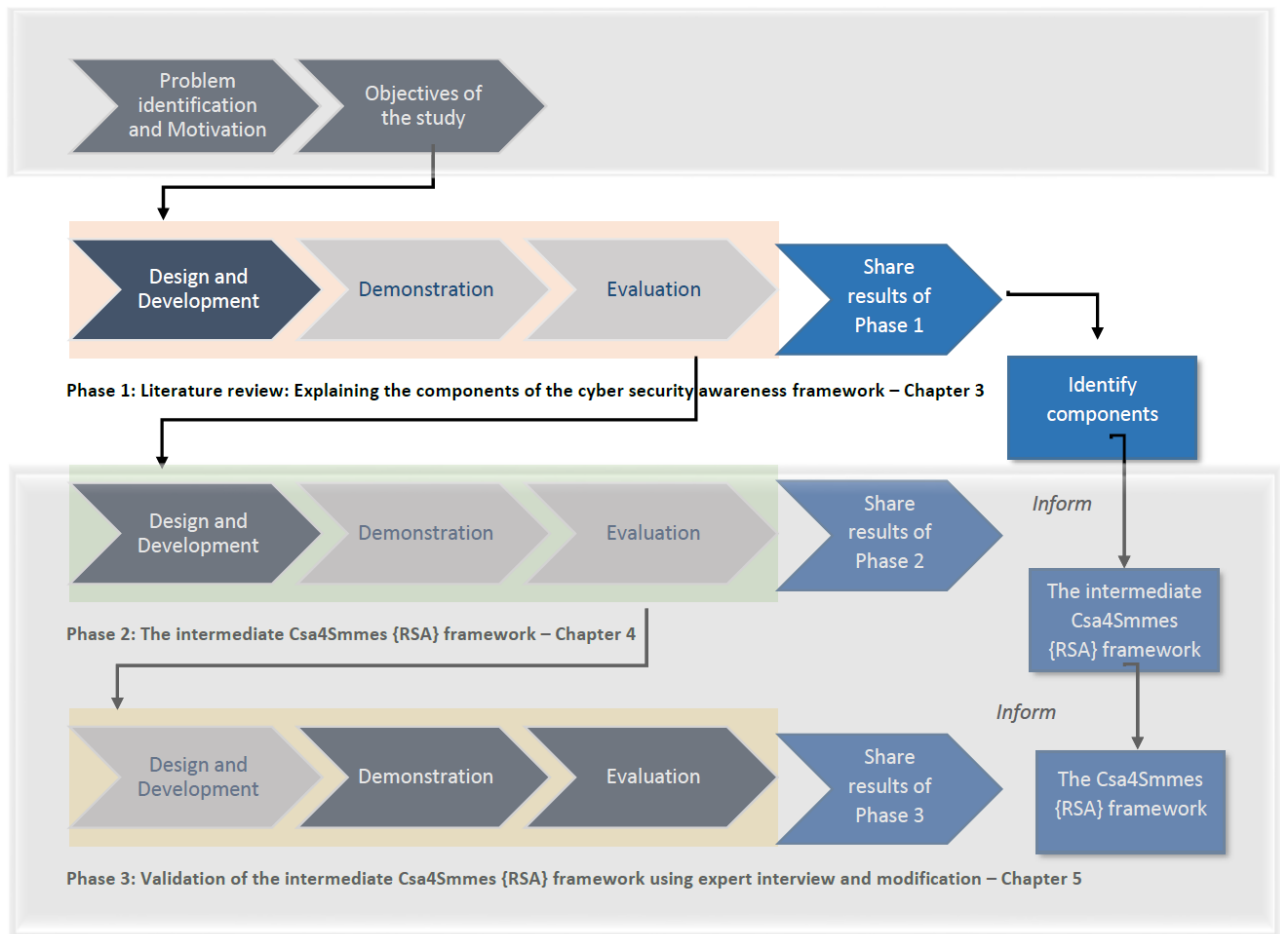 Problem
identification
and Motivation
Objectives of
the study
Design and
Development
Demonstration
Evaluation
Share
results of
Phase 1
Phase 1: Literature review: Explaining the components of the cyber security awareness framework – Chapter 3
Identify
components
Design and
Development
Demonstration
Evaluation
Share
results of
Phase 2
Inform
Phase 2: The intermediate Csa4Smmes {RSA} framework – Chapter 4
The intermediate
Csa4Smmes
{RSA} framework
Inform
Design and
Development
Demonstration
Evaluation
Share
results of
Phase 3
The Csa4Smmes
{RSA} framework
Phase 3: Validation of the intermediate Csa4Smmes {RSA} framework using expert interview and modification – Chapter 5